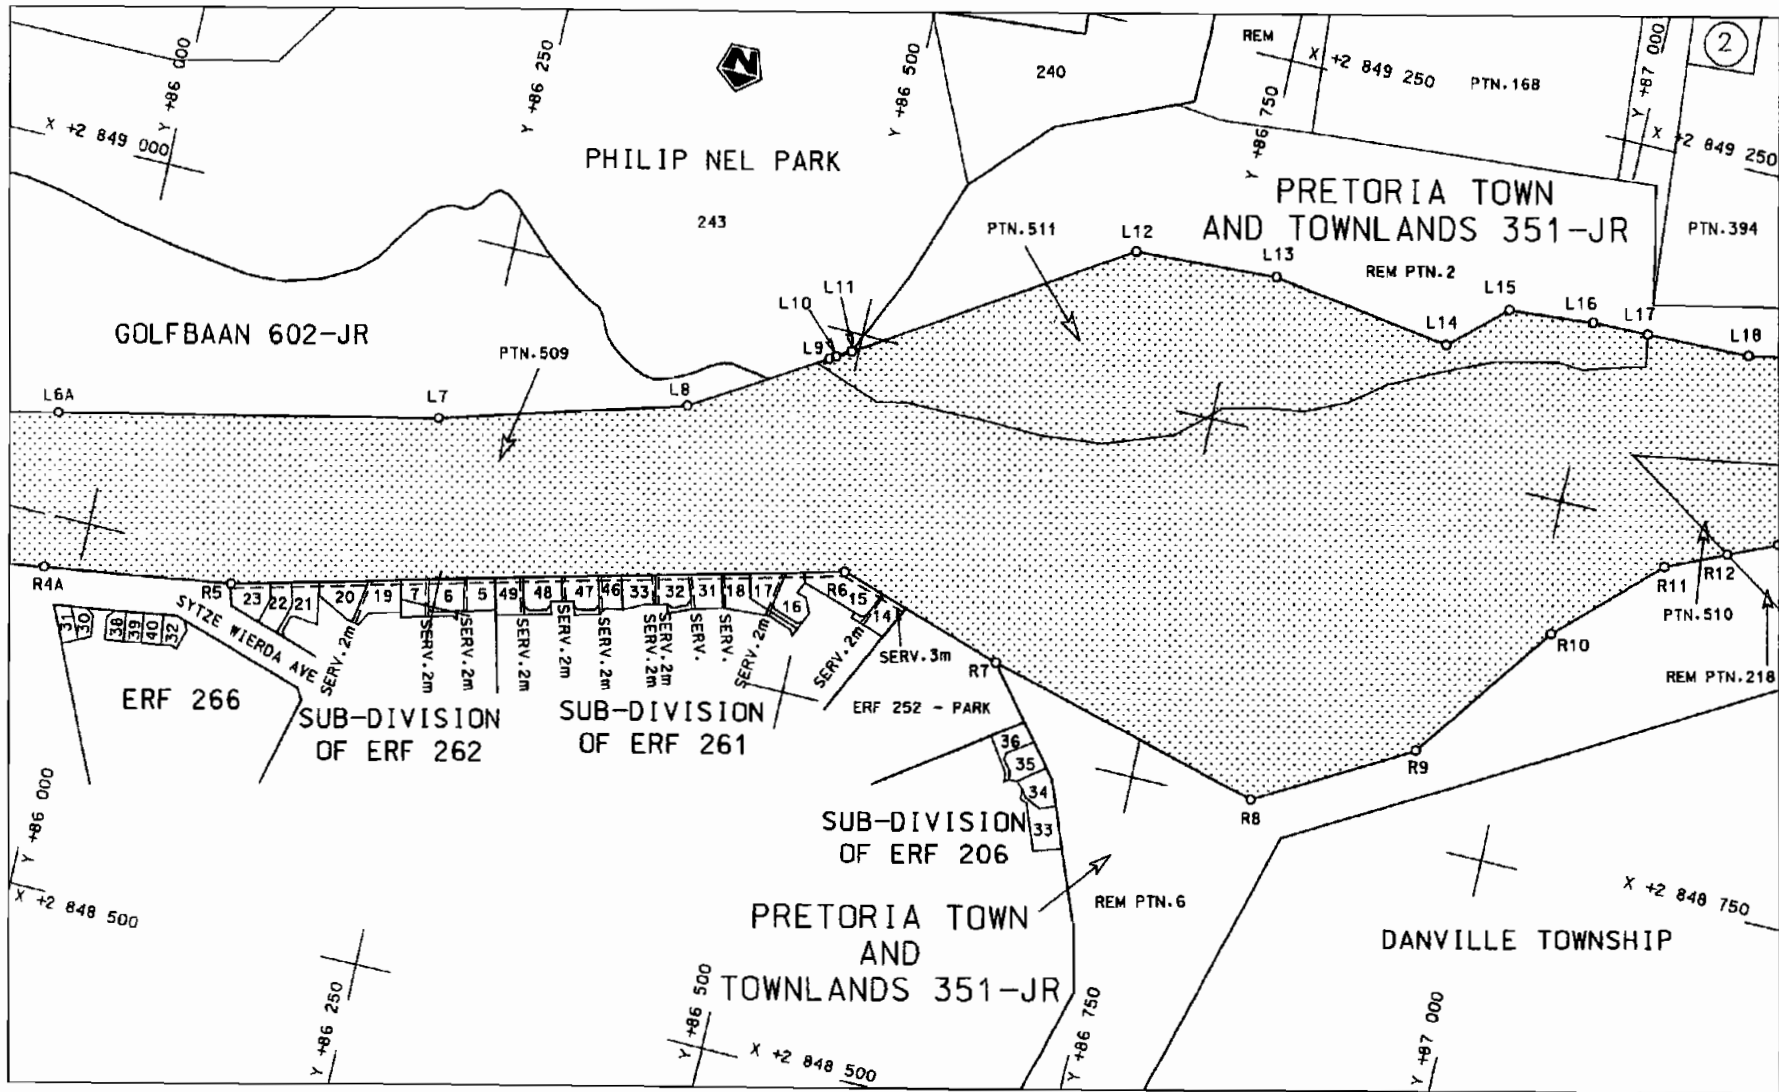 Y +86 000
Y +86 250
Y +86 500
Y +86 750
Y +87 000
2
REM
X +2 849 250
PTN.168
240
N
X +2 849 000
X +2 849 250
PHILIP NEL PARK
243
PRETORIA TOWN
AND TOWNLANDS 351-JR
PTN.511
L12
L13
REM PTN.2
PTN.394
L11
L10
L15
L16
L17
GOLFBAAN 602-JR
PTN.509
L9
L14
L18
L6A
L7
L8
R4A
R5
23
22
21
20
19
7
6
5
49
48
47
46
33
32
31
18
17
16
R6
15
14
R11
R12
PTN.510
31
30
38
39
40
32
SYTZE WIERDA AVE
SERV.2m
SERV.2m
SERV.2m
SERV.2m
SERV.2m
SERV.2m
SERV.2m
SERV.2m
SERV.
SERV.
SERV.2m
SERV.2m
SERV.3m
R7
R10
REM PTN.218
ERF 266
SUB-DIVISION
OF ERF 262
SUB-DIVISION
OF ERF 261
ERF 252 - PARK
36
35
34
33
R9
R8
SUB-DIVISION
OF ERF 206
Y +86 000
X +2 848 500
REM PTN.6
X +2 848 750
PRETORIA TOWN
AND
TOWNLANDS 351-JR
DANVILLE TOWNSHIP
Y +86 250
Y +86 500
X +2 848 500
Y +86 750
Y +87 000